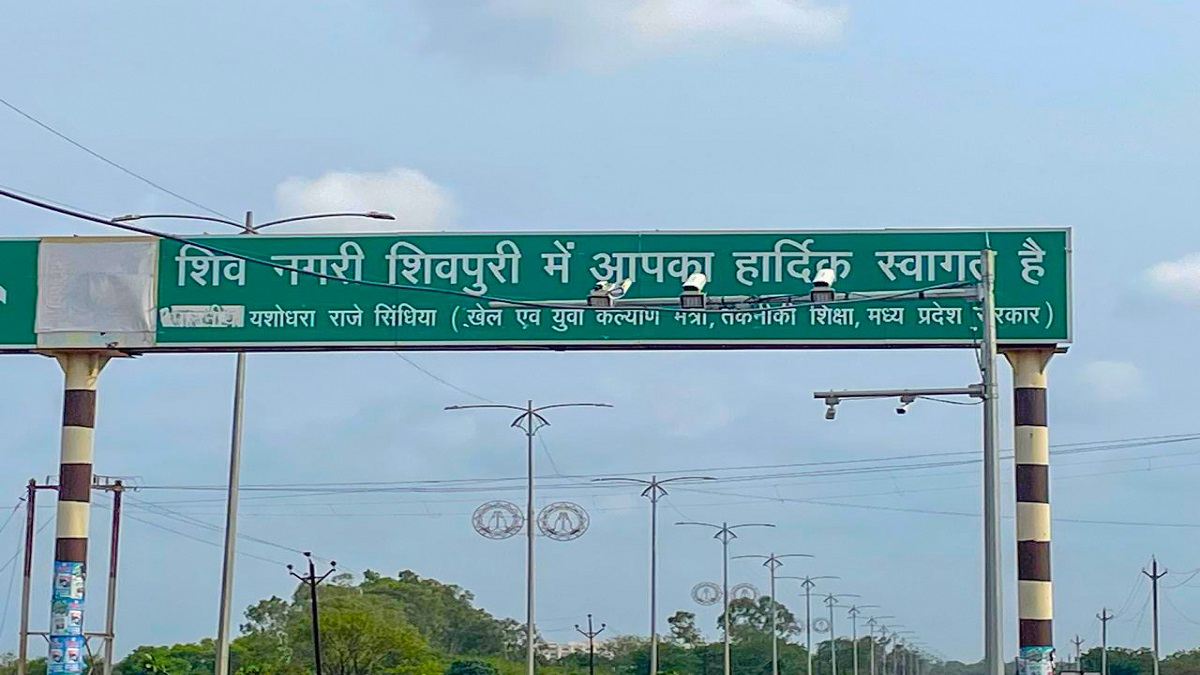 शिव नगरी शिवपुरी में आपका हार्दिक स्वागत है
यशोधरा राजे सिंधिया ( खेल एवं युवा कल्याण मंत्री, तकनीकी शिक्षा, मध्य प्रदेश सरकार )